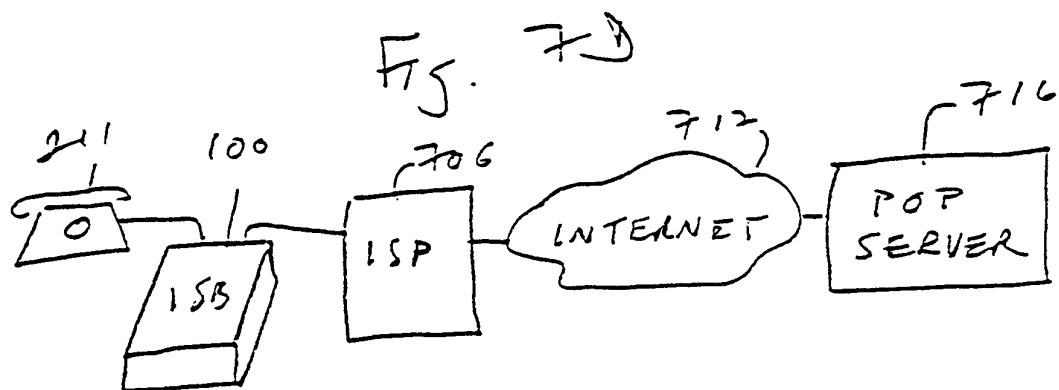 Fig. 7D
211
100
706
712
716
ISB
ISP
INTERNET
POP
SERVER